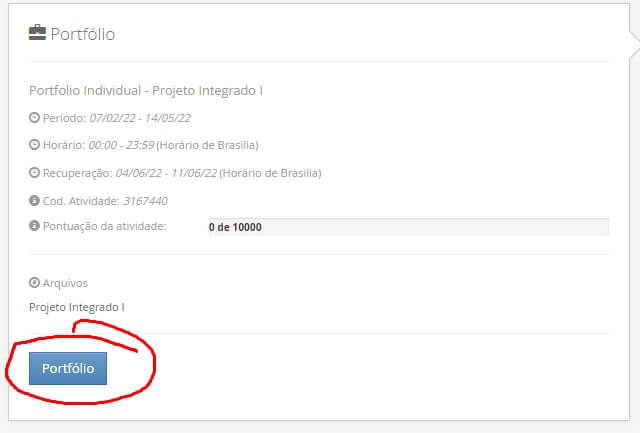 Portfólio
Portfolio Individual - Projeto Integrado I
Período: 07/02/22 - 14/05/22
Horário: 00:00 - 23:59 (Horário de Brasilia)
Recuperação: 04/06/22 - 11/06/22 (Horário de Brasilia)
Cod. Atividade: 3167440
Pontuação da atividade: 0 de 10000
Arquivos
Projeto Integrado I
Portfólio